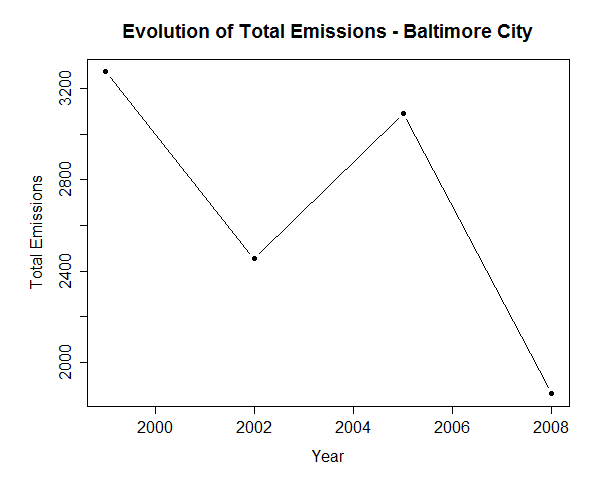 Evolution of Total Emissions - Baltimore City
3200
2800
2400
2000
Total Emissions
2000 2002 2004 2006 2008
Year